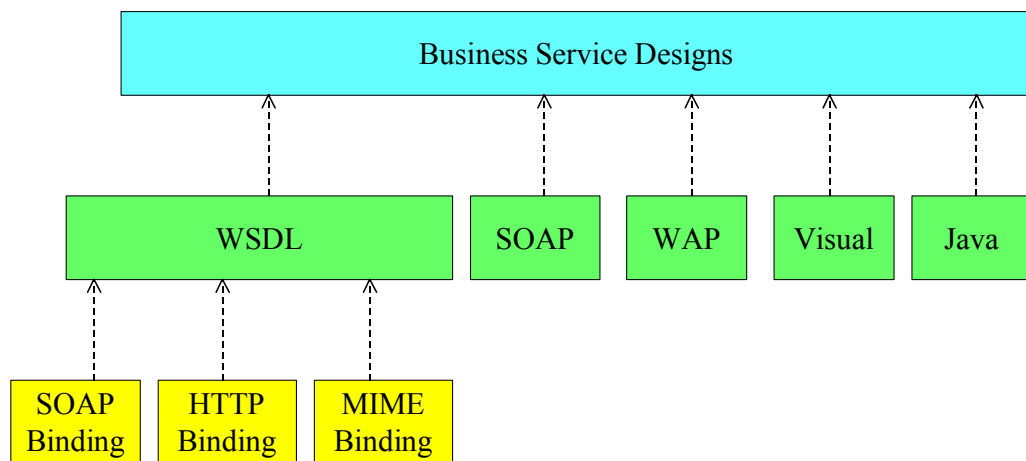 Business Service Designs
WSDL
SOAP
WAP
Visual
Java
SOAP
Binding
HTTP
Binding
MIME
Binding